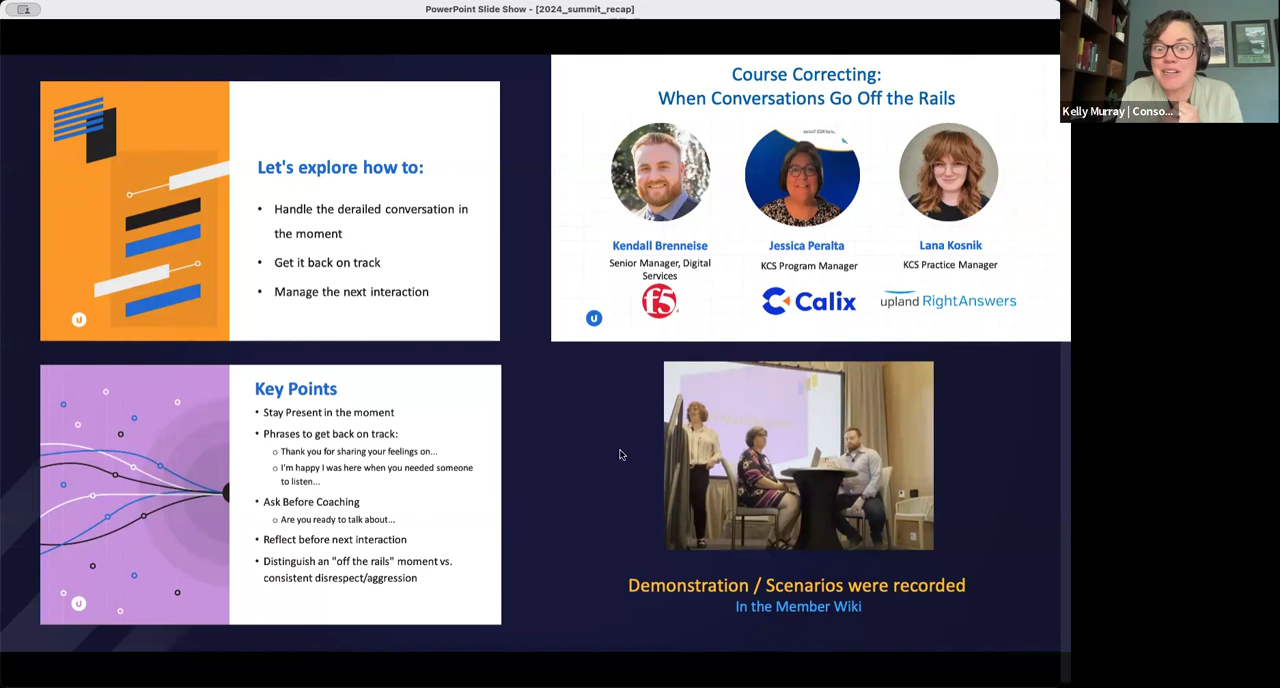 PowerPoint Slide Show - [2024_summit_recap]
Kelly Murray | Conso...
Let's explore how to:
• Handle the derailed conversation in
the moment
• Get it back on track
• Manage the next interaction
Course Correcting:
When Conversations Go Off the Rails
Kendall Brenneise
Senior Manager, Digital
Services
f5
Jessica Peralta
KCS Program Manager
Calix
Lana Kosnik
KCS Practice Manager
upland RightAnswers
Key Points
• Stay Present in the moment
• Phrases to get back on track:
o Thank you for sharing your feelings on...
o I'm happy I was here when you needed someone
to listen...
• Ask Before Coaching
o Are you ready to talk about...
• Reflect before next interaction
• Distinguish an "off the rails" moment vs.
consistent disrespect/aggression
Demonstration / Scenarios were recorded
In the Member Wiki